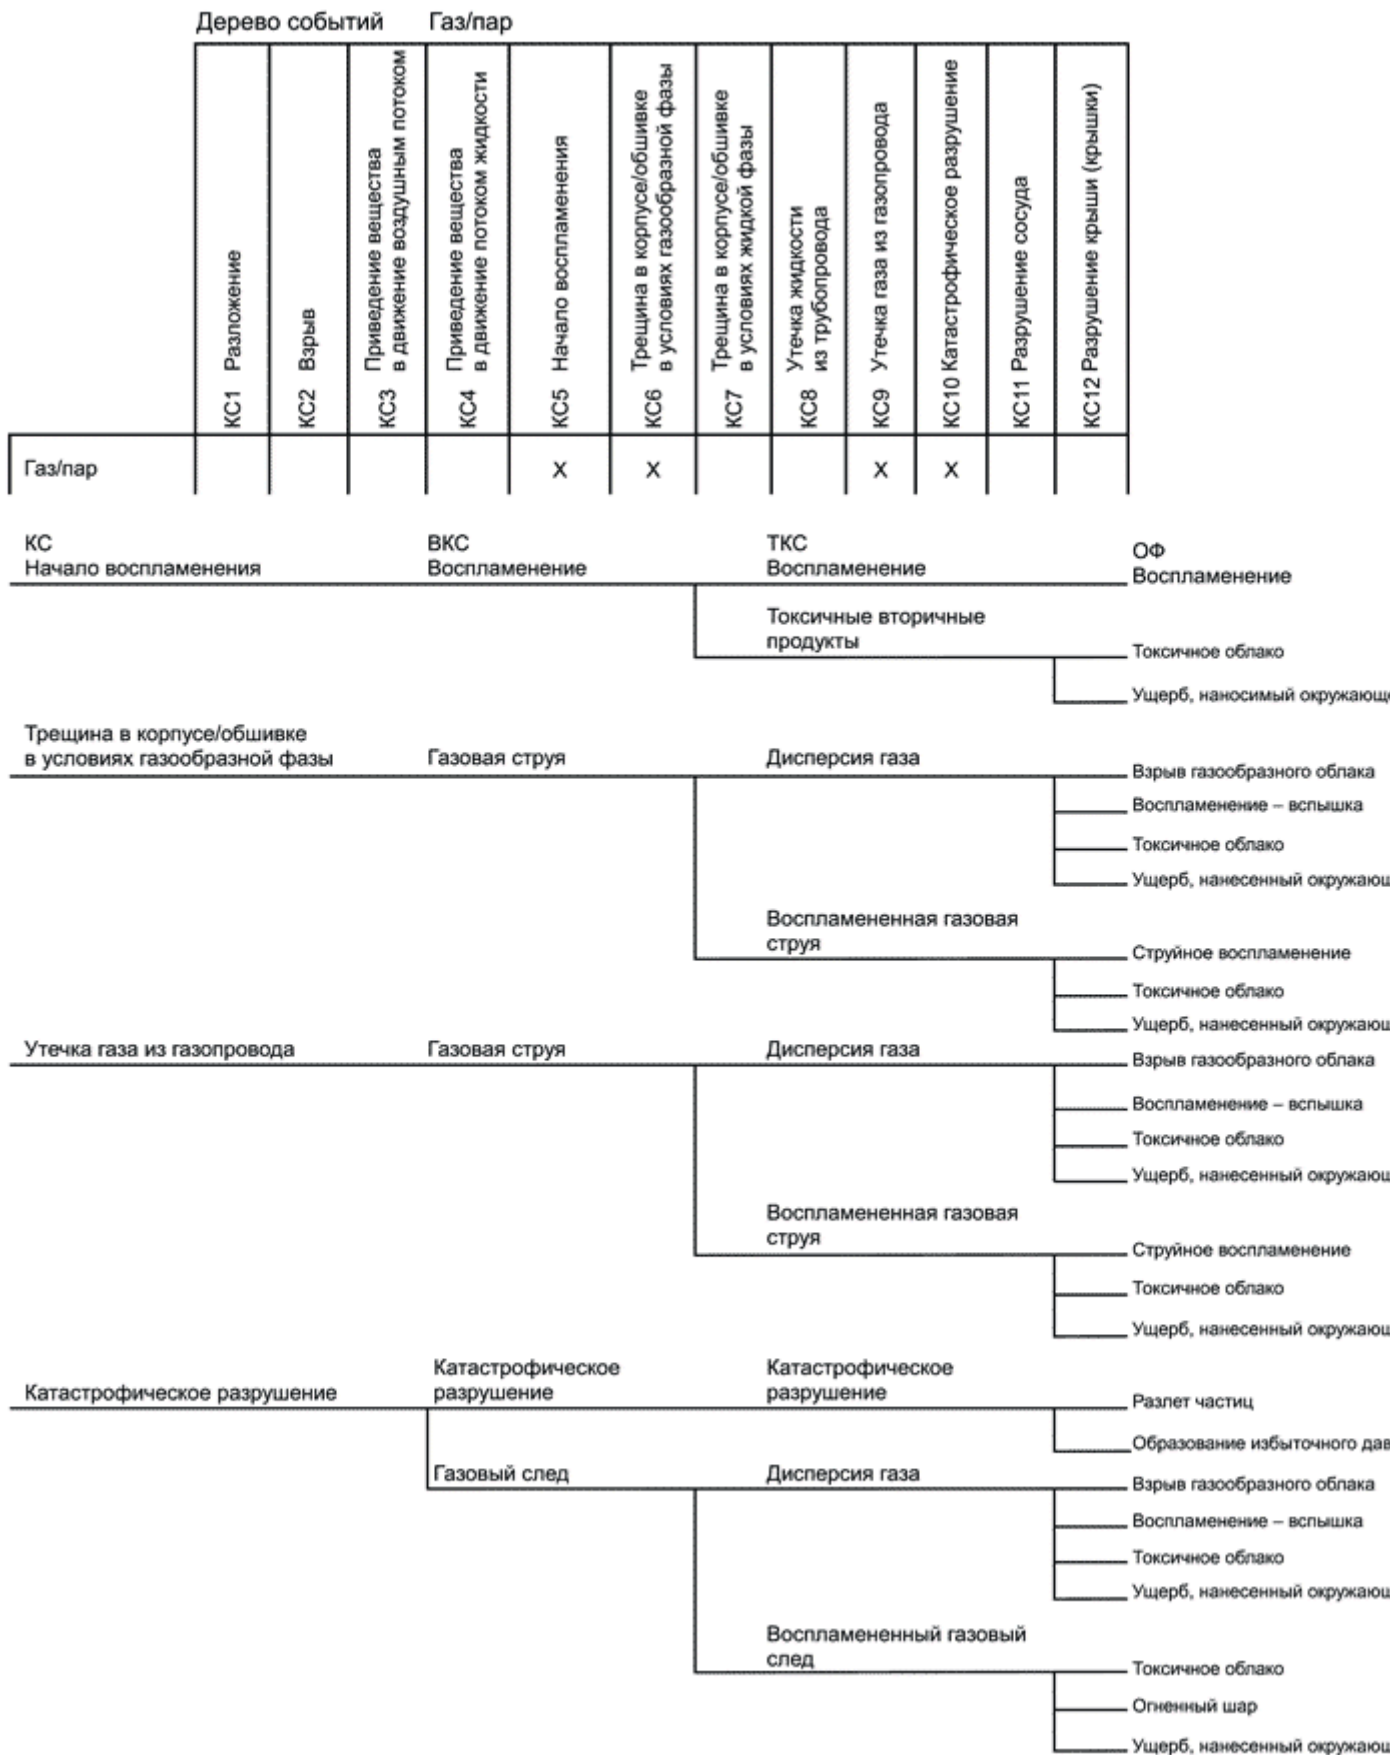 Дерево событий Газ/пар
КС1 Разложение
КС2 Взрыв
КС3 Приведение вещества
в движение воздушным потоком
КС4 Приведение вещества
в движение потоком жидкости
КС5 Начало воспламенения
КС6 Трещина в корпусе/обшивке
в условиях газообразной фазы
КС7 Трещина в корпусе/обшивке
в условиях жидкой фазы
КС8 Утечка жидкости
из трубопровода
КС9 Утечка газа из газопровода
КС10 Катастрофическое разрушение
КС11 Разрушение сосуда
КС12 Разрушение крыши (крышки)
Газ/пар X X X X
КС ВКС ТКС ОФ
Начало воспламенения Воспламенение Воспламенение Воспламенение
Токсичные вторичные
продукты
Токсичное облако
Ущерб, наносимый
Трещина в корпусе/обшивке
в условиях газообразной фазы Газовая струя Дисперсия газа
Взрыв газообразного облака
Воспламенение – вспышка
Токсичное облако
Ущерб, нанесенный
Воспламененная газовая
струя
Струйное воспламенение
Токсичное облако
Ущерб, нанесенный
Утечка газа из газопровода Газовая струя Дисперсия газа
Взрыв газообразного облака
Воспламенение – вспышка
Токсичное облако
Ущерб, нанесенный
Воспламененная газовая
струя
Струйное воспламенение
Токсичное облако
Ущерб, нанесенный
Катастрофическое Катастрофическое
Катастрофическое разрушение разрушение разрушение
Разлет частиц
Образование избыточного
Газовый след Дисперсия газа
Взрыв газообразного облака
Воспламенение – вспышка
Токсичное облако
Ущерб, нанесенный
Воспламененный газовый
след
Токсичное облако
Огненный шар
Ущерб, нанесенный